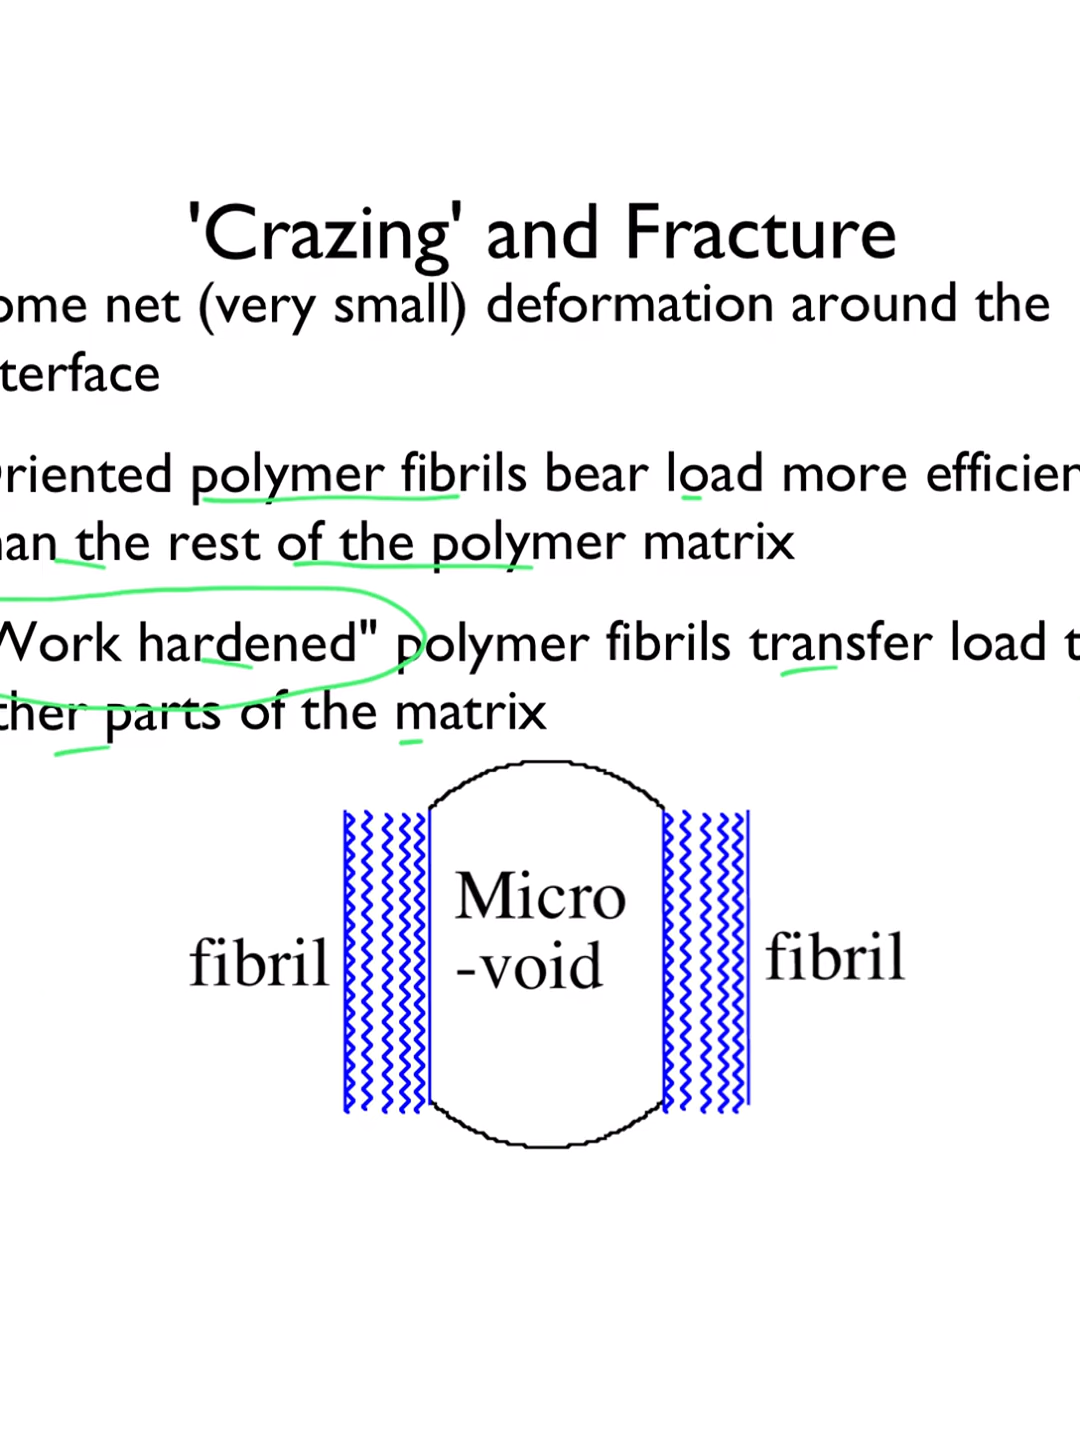 'Crazing' and Fracture
ome net (very small) deformation around the
terface
riented polymer fibrils bear load more efficien
an the rest of the polymer matrix
Work hardened" polymer fibrils transfer load t
ther parts of the matrix
Micro
-void
fibril
fibril